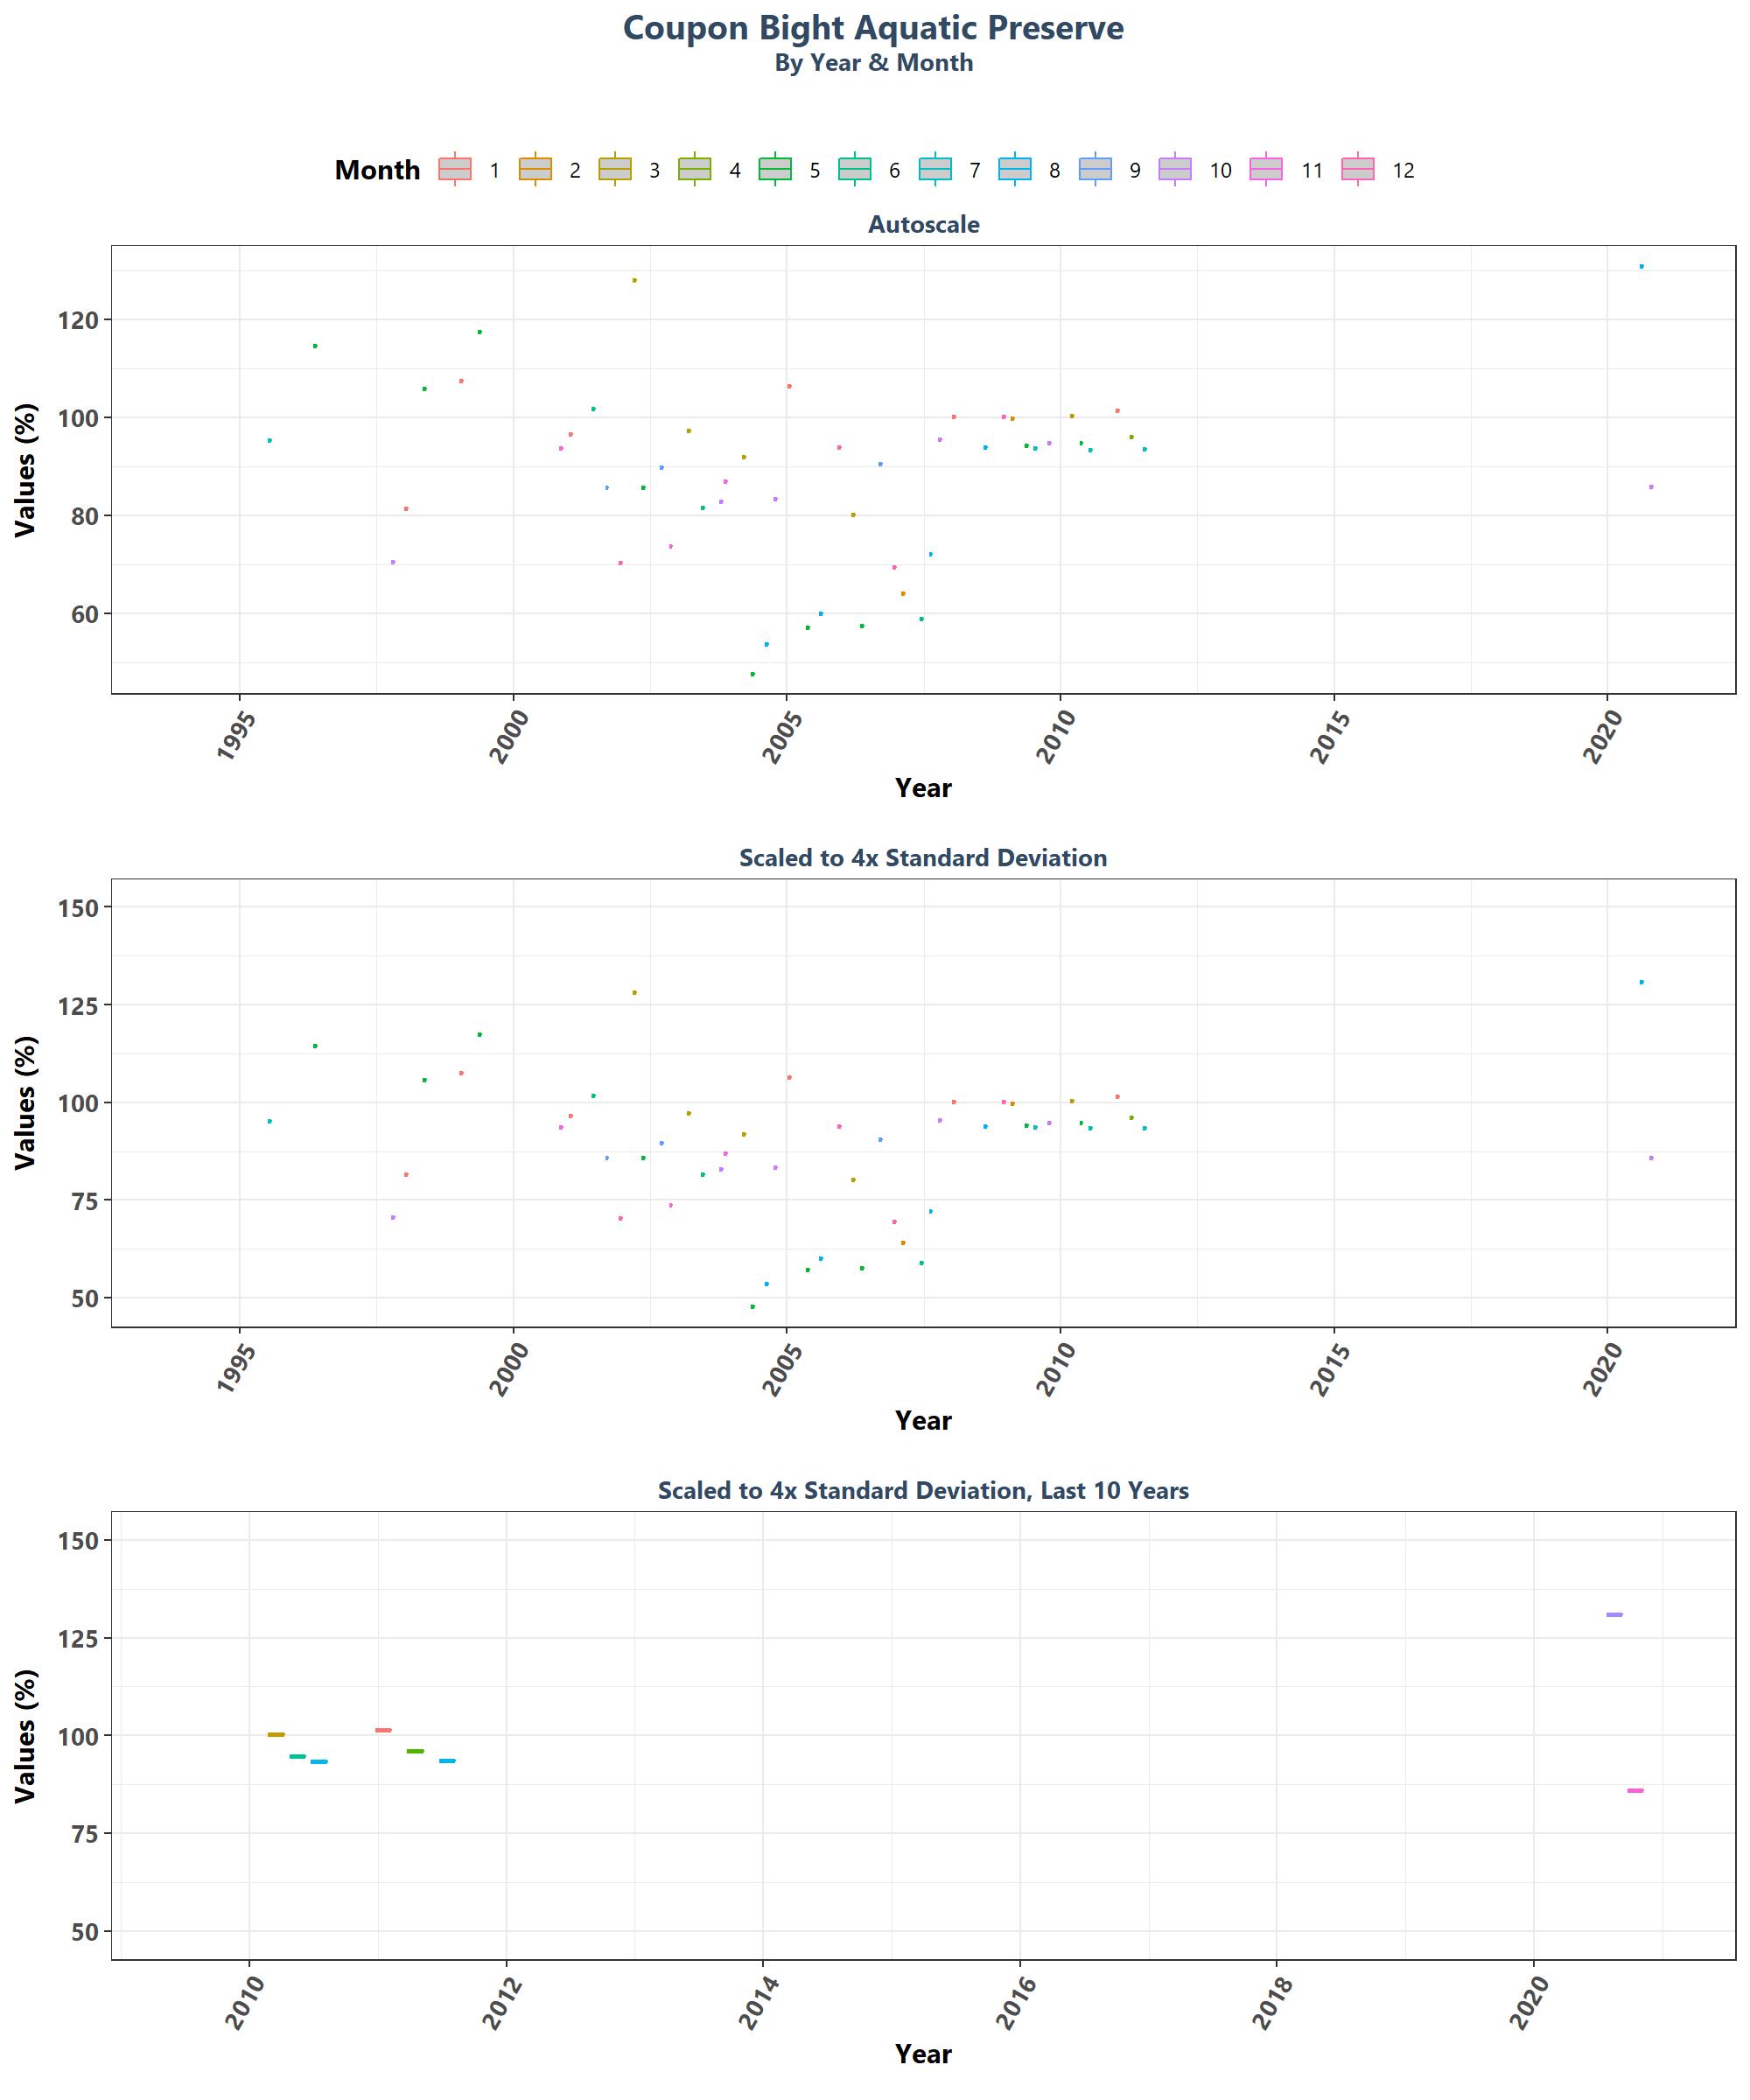 Coupon Bight Aquatic Preserve
By Year & Month
Month 1 2 3 4 5 6 7 8 9 10 11 12
Autoscale
Values (%)
120
100
80
60
1995 2000 2005 2010 2015 2020
Year
Scaled to 4x Standard Deviation
Values (%)
150
125
100
75
50
1995 2000 2005 2010 2015 2020
Year
Scaled to 4x Standard Deviation, Last 10 Years
Values (%)
150
125
100
75
50
2010 2012 2014 2016 2018 2020
Year